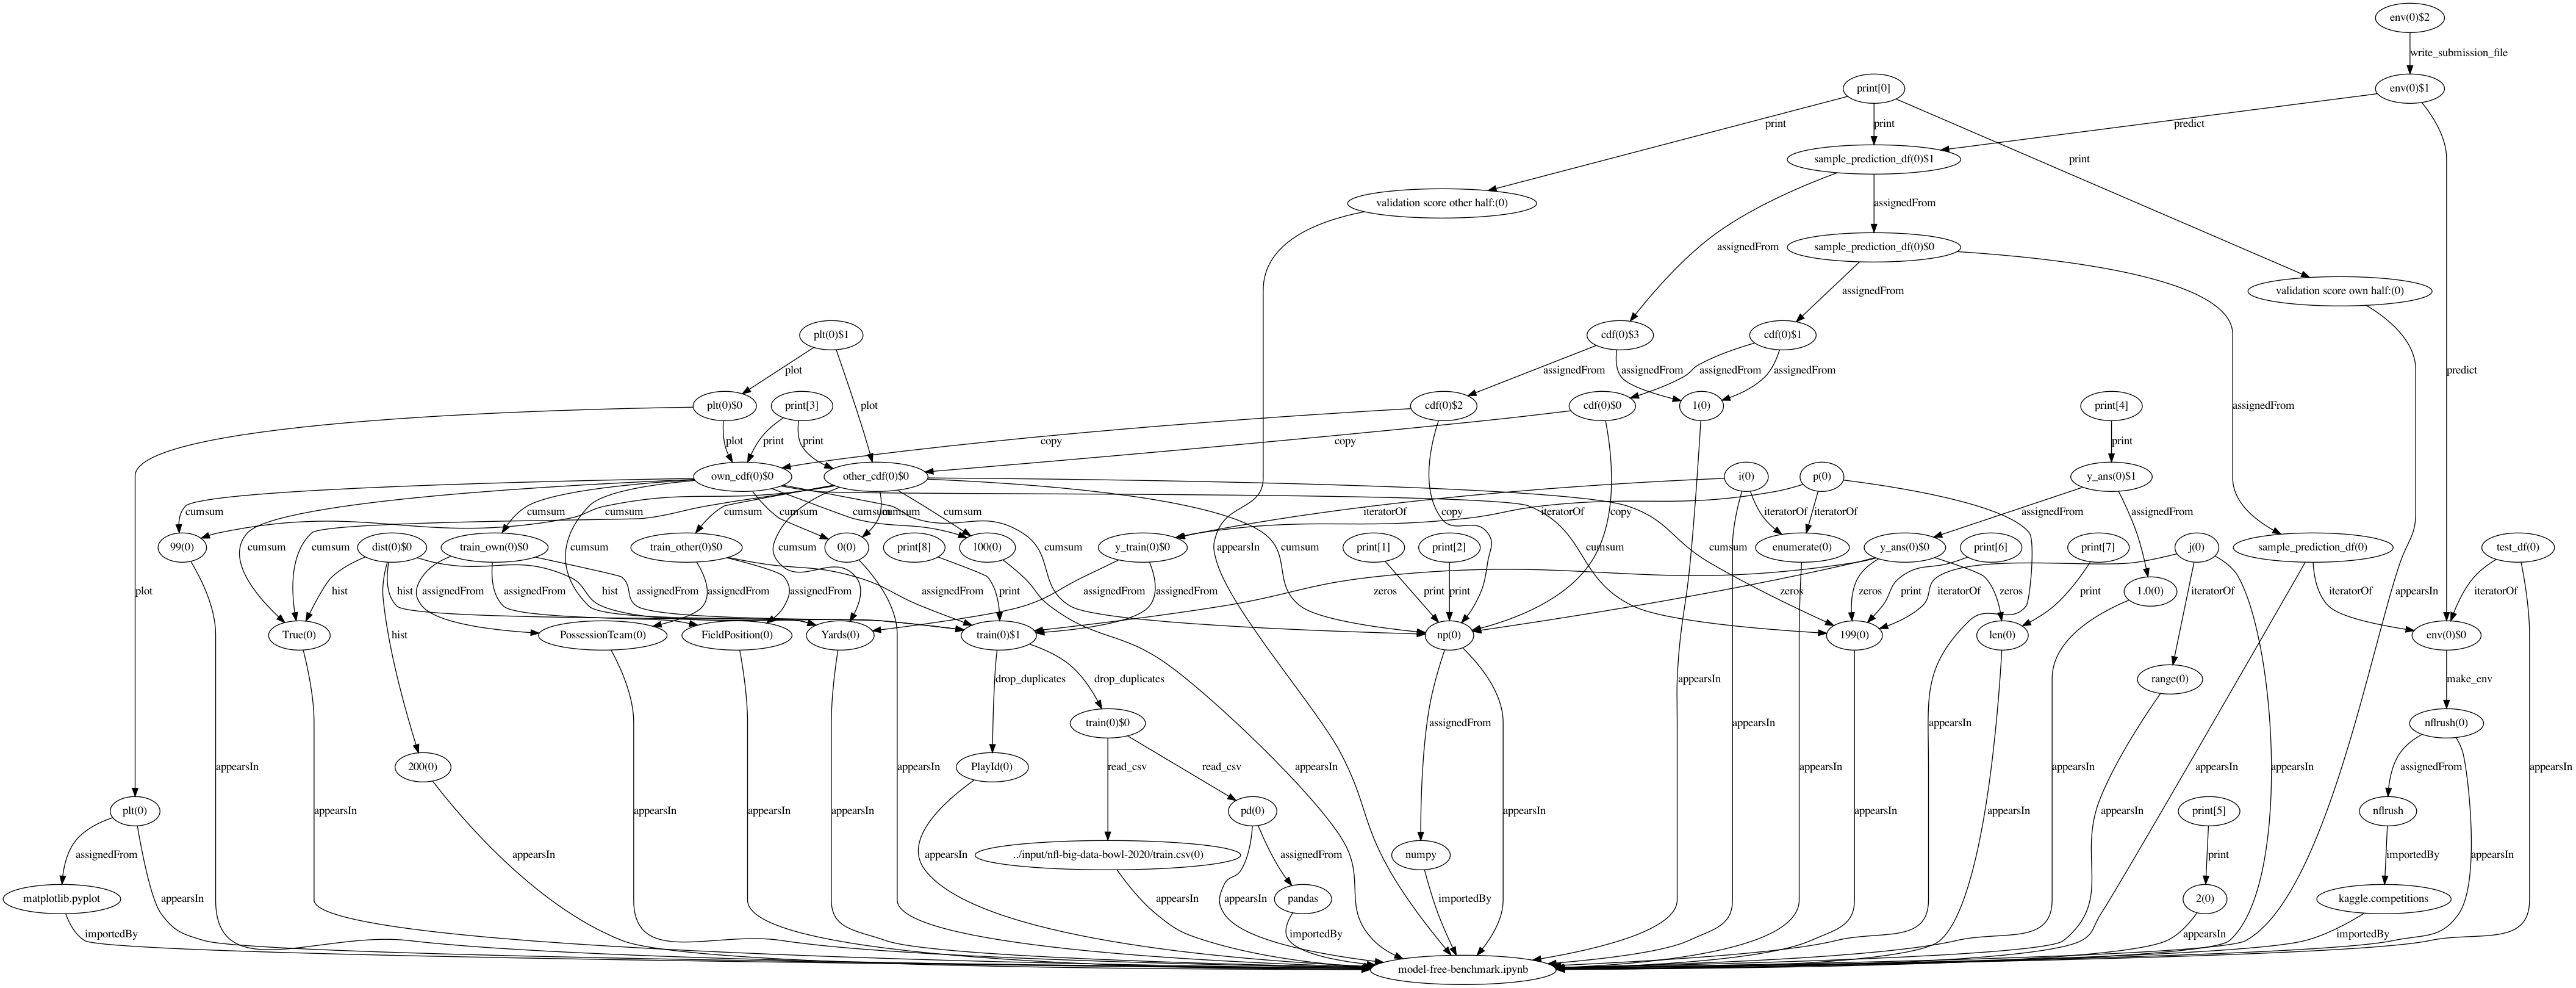 env(0)$2
write_submission_file
print[0]
env(0)$1
print
print
predict
print
sample_prediction_df(0)$1
validation score other half:(0)
assignedFrom
assignedFrom
sample_prediction_df(0)$0
assignedFrom
validation score own half:(0)
plt(0)$1
cdf(0)$3
cdf(0)$1
plot
assignedFrom
assignedFrom
assignedFrom
assignedFrom
predict
plt(0)$0
print[3]
plot
cdf(0)$2
cdf(0)$0
1(0)
print[4]
assignedFrom
plot
print
print
copy
copy
print
own_cdf(0)$0
other_cdf(0)$0
i(0)
p(0)
y_ans(0)$1
cumsum
cumsum
cumsum
cumsum
cumsum
cumsum
cumsum
iteratorOf
copy
iteratorOf
iteratorOf
iteratorOf
copy
assignedFrom
99(0)
dist(0)$0
train_own(0)$0
train_other(0)$0
0(0)
print[8]
100(0)
y_train(0)$0
print[1]
print[2]
enumerate(0)
y_ans(0)$0
print[6]
print[7]
j(0)
sample_prediction_df(0)
test_df(0)
cumsum
cumsum
cumsum
cumsum
cumsum
cumsum
cumsum
appearsIn
hist
hist
hist
assignedFrom
assignedFrom
assignedFrom
assignedFrom
assignedFrom
assignedFrom
print
assignedFrom
assignedFrom
zeros
print
print
zeros
zeros
print
iteratorOf
zeros
print
iteratorOf
1.0(0)
iteratorOf
iteratorOf
appearsIn
True(0)
PossessionTeam(0)
FieldPosition(0)
Yards(0)
train(0)$1
np(0)
199(0)
len(0)
env(0)$0
plot
hist
drop_duplicates
drop_duplicates
appearsIn
range(0)
make_env
200(0)
train(0)$0
assignedFrom
appearsIn
appearsIn
nflrush(0)
appearsIn
appearsIn
PlayId(0)
read_csv
read_csv
appearsIn
appearsIn
appearsIn
appearsIn
appearsIn
assignedFrom
appearsIn
plt(0)
appearsIn
appearsIn
appearsIn
appearsIn
pd(0)
appearsIn
appearsIn
appearsIn
appearsIn
print[5]
nflrush
assignedFrom
appearsIn
appearsIn
../input/nfl-big-data-bowl-2020/train.csv(0)
assignedFrom
numpy
print
importedBy
appearsIn
matplotlib.pyplot
appearsIn
appearsIn
appearsIn
pandas
importedBy
2(0)
kaggle.competitions
importedBy
importedBy
appearsIn
importedBy
model-free-benchmark.ipynb